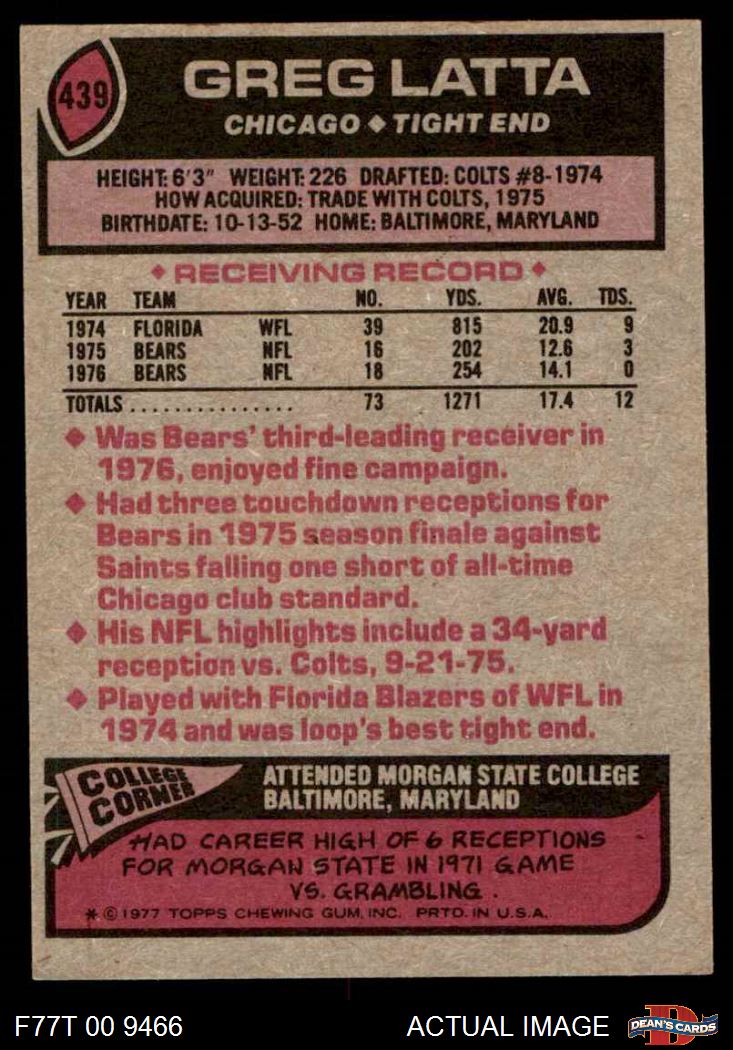 439
GREG LATTA
CHICAGO ◆ TIGHT END
HEIGHT: 6'3" WEIGHT: 226 DRAFTED: COLTS #8-1974
HOW ACQUIRED: TRADE WITH COLTS, 1975
BIRTHDATE: 10-13-52 HOME: BALTIMORE, MARYLAND
◆ RECEIVING RECORD ◆
YEAR TEAM NO. YDS. AVG. TDS.
1974 FLORIDA WFL 39 815 20.9 9
1975 BEARS NFL 16 202 12.6 3
1976 BEARS NFL 18 254 14.1 0
TOTALS ................ 73 1271 17.4 12
◆ Was Bears' third-leading receiver in
1976, enjoyed fine campaign.
◆ Had three touchdown receptions for
Bears in 1975 season finale against
Saints falling one short of all-time
Chicago club standard.
◆ His NFL highlights include a 34-yard
reception vs. Colts, 9-21-75.
◆ Played with Florida Blazers of WFL in
1974 and was loop's best tight end.
COLLEGE
CORNER
ATTENDED MORGAN STATE COLLEGE
BALTIMORE, MARYLAND
HAD CAREER HIGH OF 6 RECEPTIONS
FOR MORGAN STATE IN 1971 GAME
VS. GRAMBLING.
* © 1977 TOPPS CHEWING GUM, INC. PRTD. IN U.S.A.
F77T 00 9466 ACTUAL IMAGE D DEAN'S CARDS